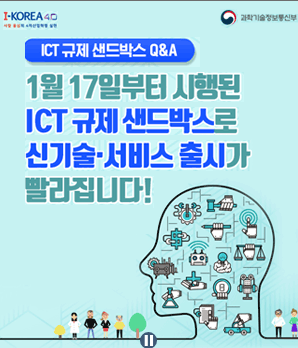 I-KOREA 4.0
사람 중심의 4차산업혁명 실현
과학기술정보통신부
ICT 규제 샌드박스 Q&A
1월 17일부터 시행된
ICT 규제 샌드박스로
신기술·서비스 출시가
빨라집니다!